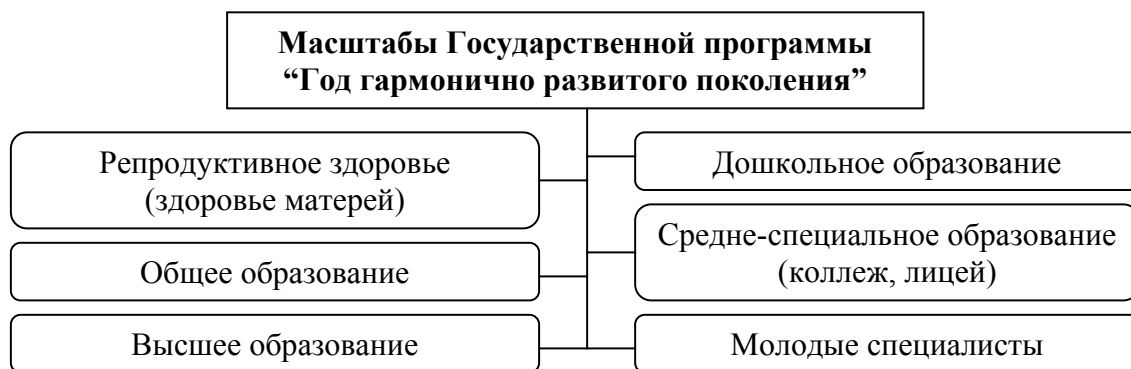 Масштабы Государственной программы
“Год гармонично развитого поколения”
Репродуктивное здоровье
(здоровье матерей)
Дошкольное образование
Общее образование
Средне-специальное образование
(коллеж, лицей)
Высшее образование
Молодые специалисты